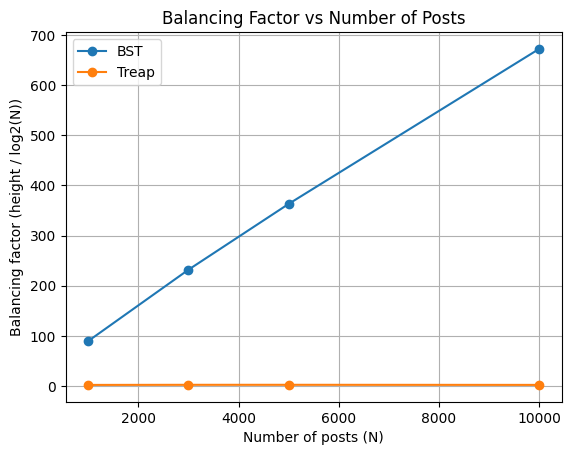 Balancing Factor vs Number of Posts
BST
Treap
Balancing factor (height / log2(N))
700
600
500
400
300
200
100
0
2000
4000
6000
8000
10000
Number of posts (N)